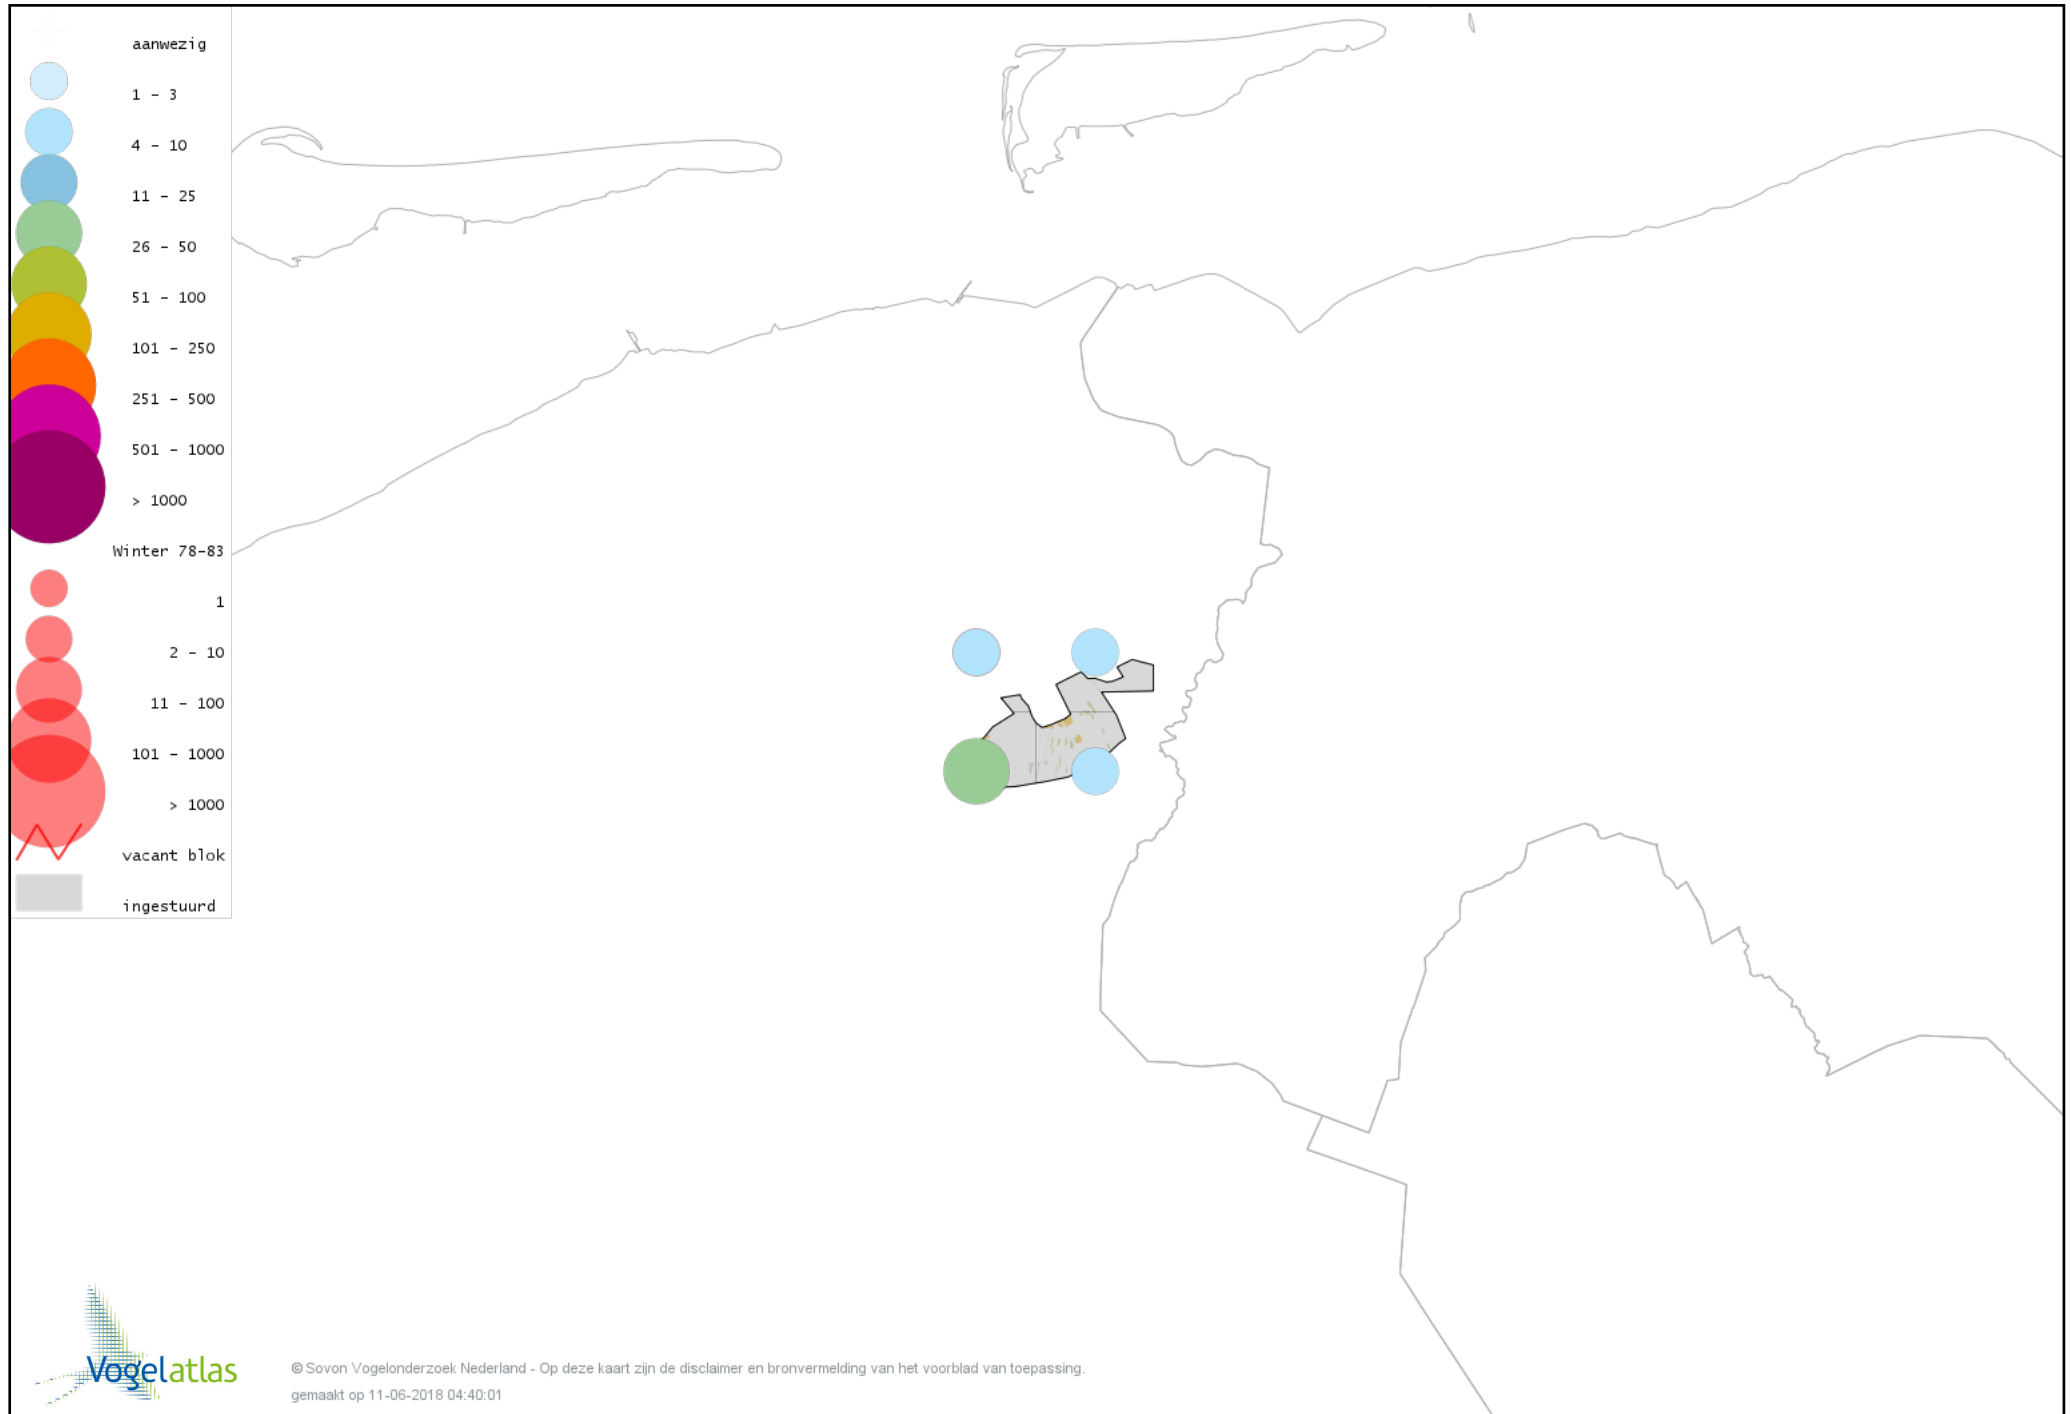 aanwezig
1 - 3
4 - 10
11 - 25
26 - 50
51 - 100
101 - 250
251 - 500
501 - 1000
> 1000
Winter 78-83
1
2 - 10
11 - 100
101 - 1000
> 1000
vacant blok
ingestuurd
Vogelatlas
© Sovon Vogelonderzoek Nederland - Op deze kaart zijn de disclaimer en bronvermelding van het voorblad van toepassing.
gemaakt op 11-06-2018 04:40:01